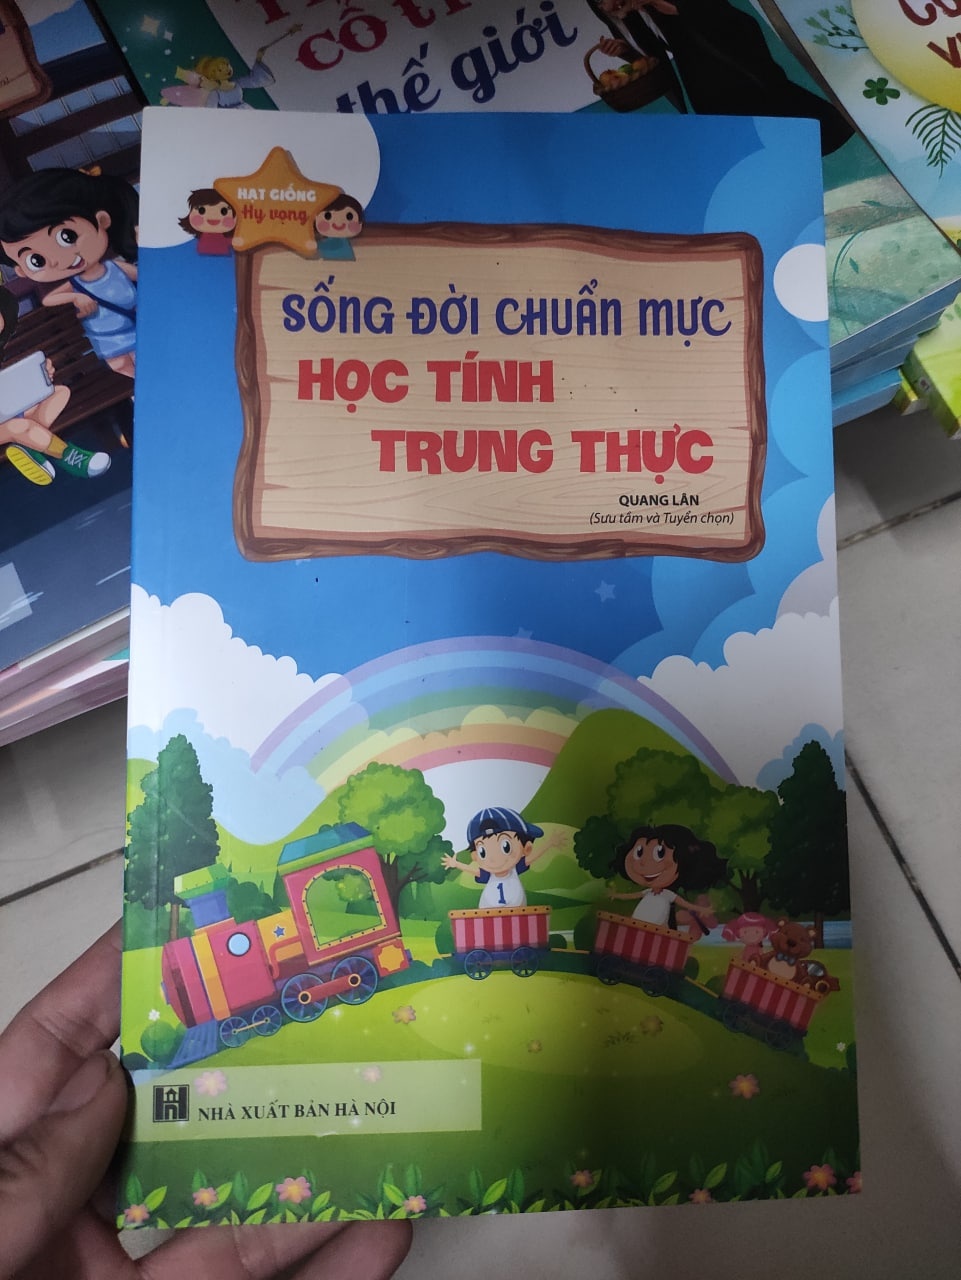 cổ t
thế giới
HẠT GIỐNG
Hy vọng
SỐNG ĐỜI CHUẨN MỰC
HỌC TÍNH
TRUNG THỰC
QUANG LÂN
(Sưu tầm và Tuyển chọn)
1
NHÀ XUẤT BẢN HÀ NỘI